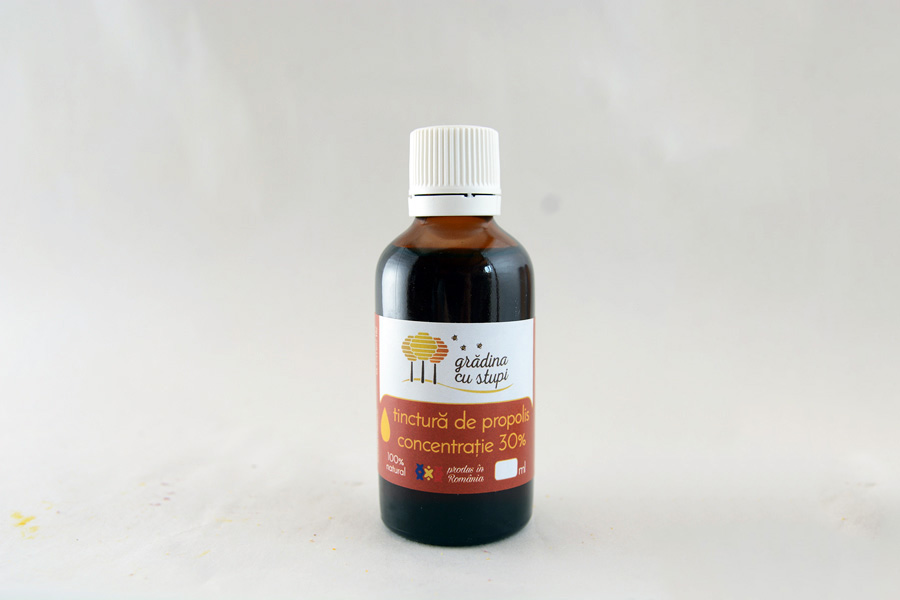 grădina
cu stupi
tinctură de propolis
concentrație 30%
100%
natural
produs în
România
ml